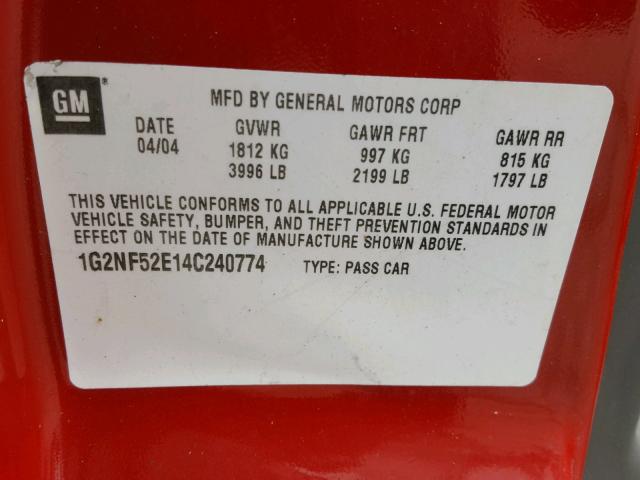 GM®
MFD BY GENERAL MOTORS CORP
DATE GVWR GAWR FRT GAWR RR
04/04 1812 KG 997 KG 815 KG
3996 LB 2199 LB 1797 LB
THIS VEHICLE CONFORMS TO ALL APPLICABLE U.S. FEDERAL MOTOR
VEHICLE SAFETY, BUMPER, AND THEFT PREVENTION STANDARDS IN
EFFECT ON THE DATE OF MANUFACTURE SHOWN ABOVE.
1G2NF52E14C240774 TYPE: PASS CAR